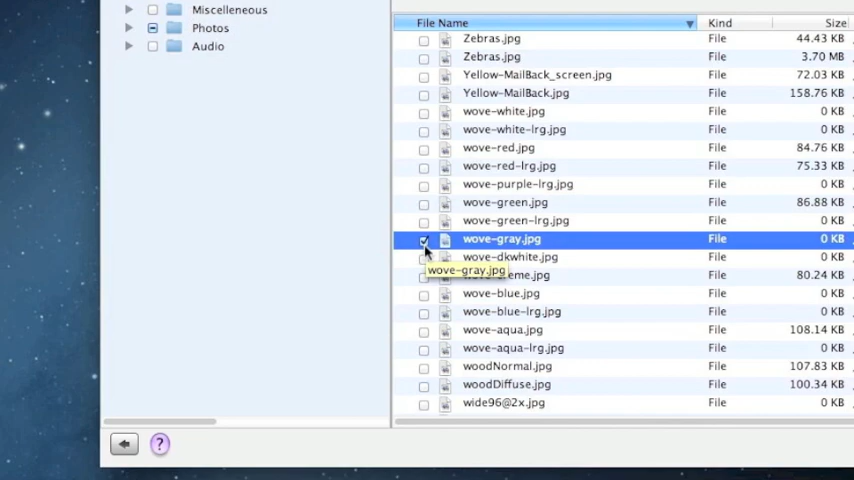 Miscelleneous
Photos
Audio
File Name Kind Size
Zebras.jpg File 44.43 KB
Zebras.jpg File 3.70 MB
Yellow-MailBack_screen.jpg File 72.03 KB
Yellow-MailBack.jpg File 158.76 KB
wove-white.jpg File 0 KB
wove-white-lrg.jpg File 0 KB
wove-red.jpg File 84.76 KB
wove-red-lrg.jpg File 75.33 KB
wove-purple-lrg.jpg File 0 KB
wove-green.jpg File 86.88 KB
wove-green-lrg.jpg File 0 KB
wove-gray.jpg File 0 KB
wove-dkwhite.jpg File 0 KB
wove-gray.jpg
eme.jpg File 80.24 KB
wove-blue.jpg File 0 KB
wove-blue-lrg.jpg File 0 KB
wove-aqua.jpg File 108.14 KB
wove-aqua-lrg.jpg File 0 KB
woodNormal.jpg File 107.83 KB
woodDiffuse.jpg File 100.34 KB
wide96@2x.jpg File 0 KB
?